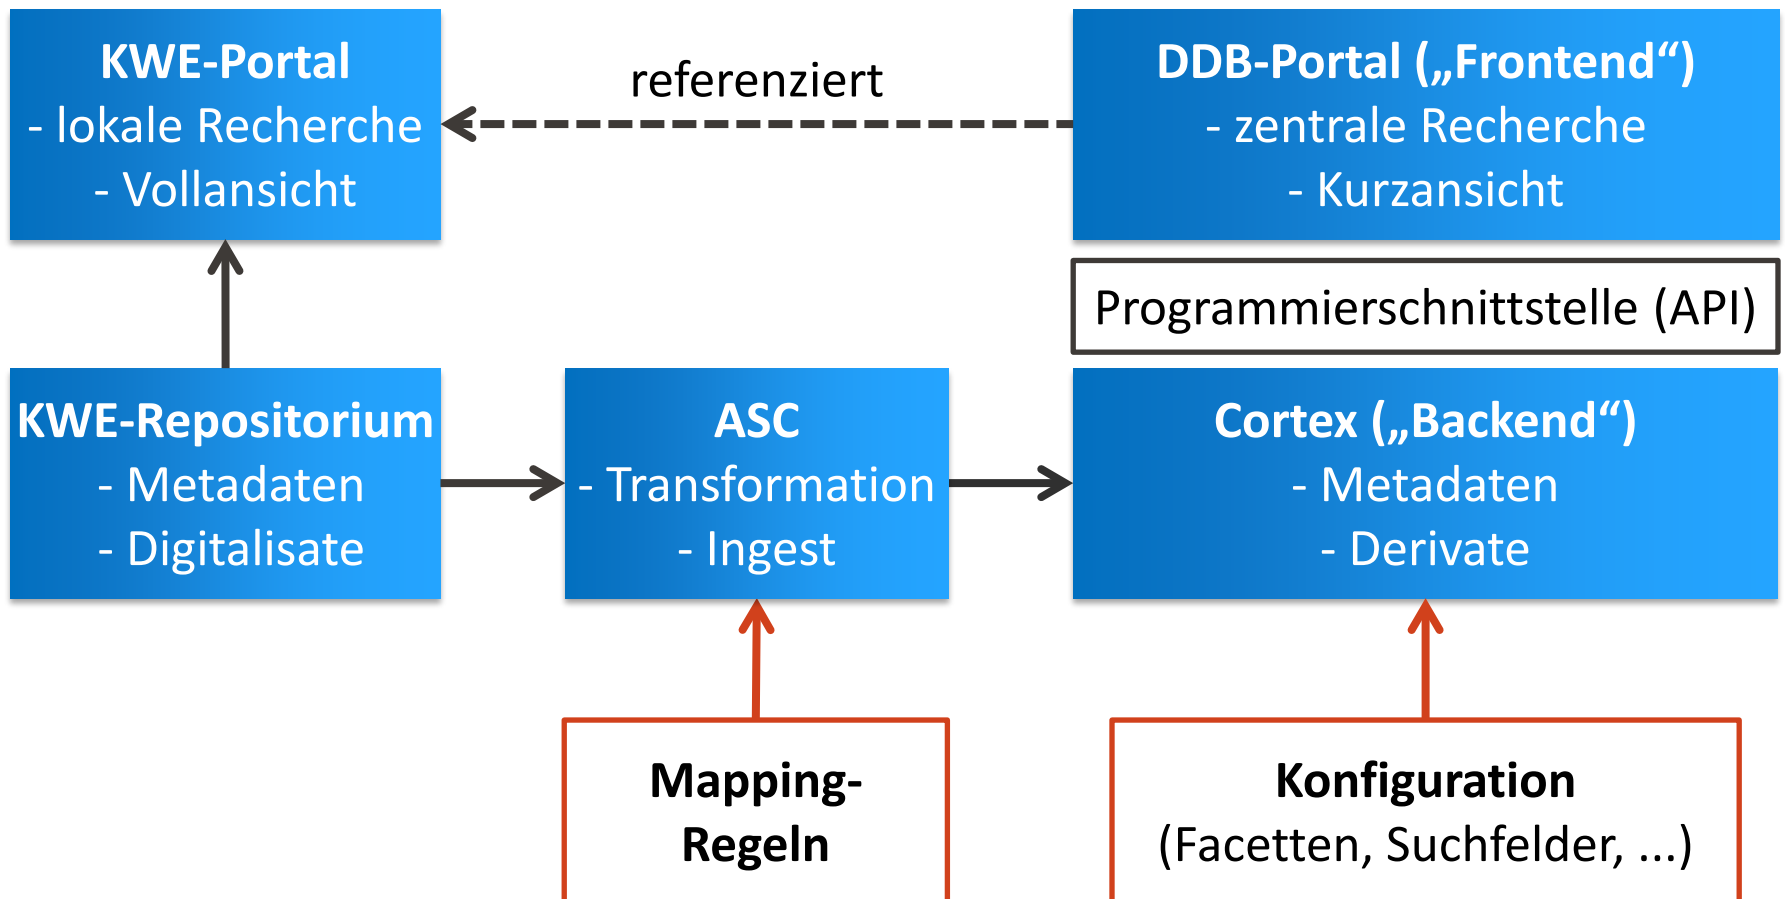 KWE-Portal
- lokale Recherche
- Vollansicht
referenziert
DDB-Portal („Frontend“)
- zentrale Recherche
- Kurzansicht
Programmierschnittstelle (API)
KWE-Repositorium
- Metadaten
- Digitalisate
ASC
- Transformation
- Ingest
Cortex („Backend“)
- Metadaten
- Derivate
Mapping-
Regeln
Konfiguration
(Facetten, Suchfelder, ...)